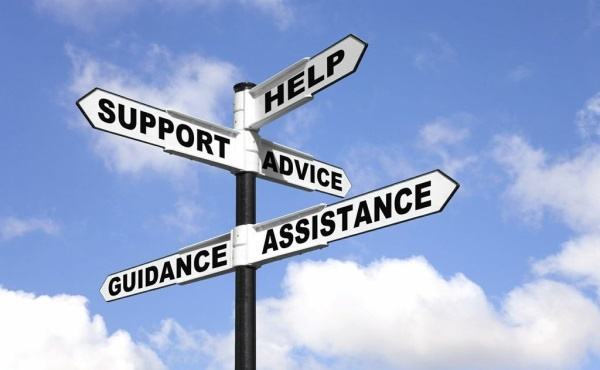 HELP
SUPPORT
ADVICE
ASSISTANCE
GUIDANCE